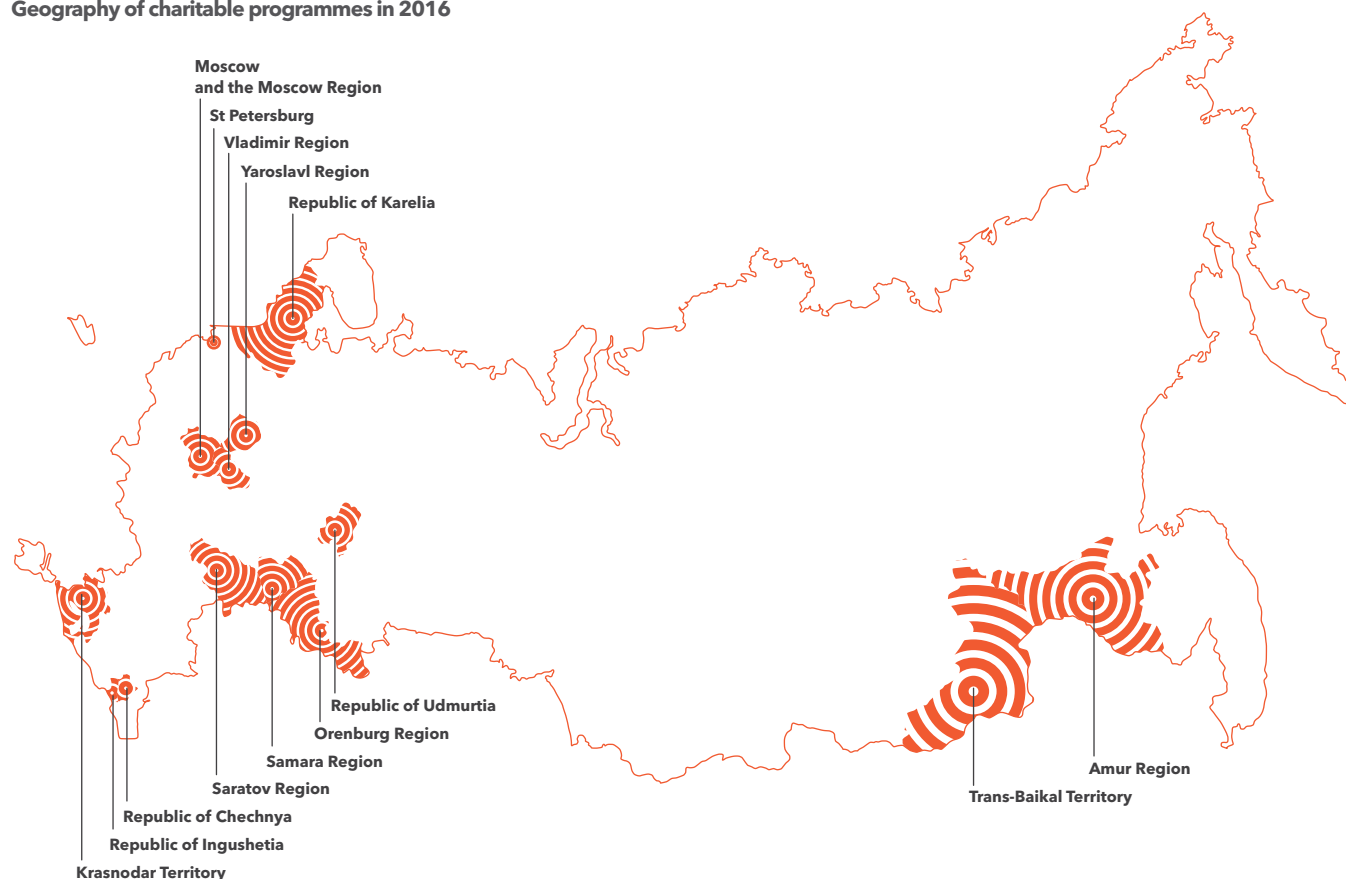 Geography of charitable programmes in 2016
Moscow
and the Moscow Region
St Petersburg
Vladimir Region
Yaroslavl Region
Republic of Karelia
Republic of Udmurtia
Orenburg Region
Samara Region
Saratov Region
Republic of Chechnya
Republic of Ingushetia
Krasnodar Territory
Amur Region
Trans-Baikal Territory